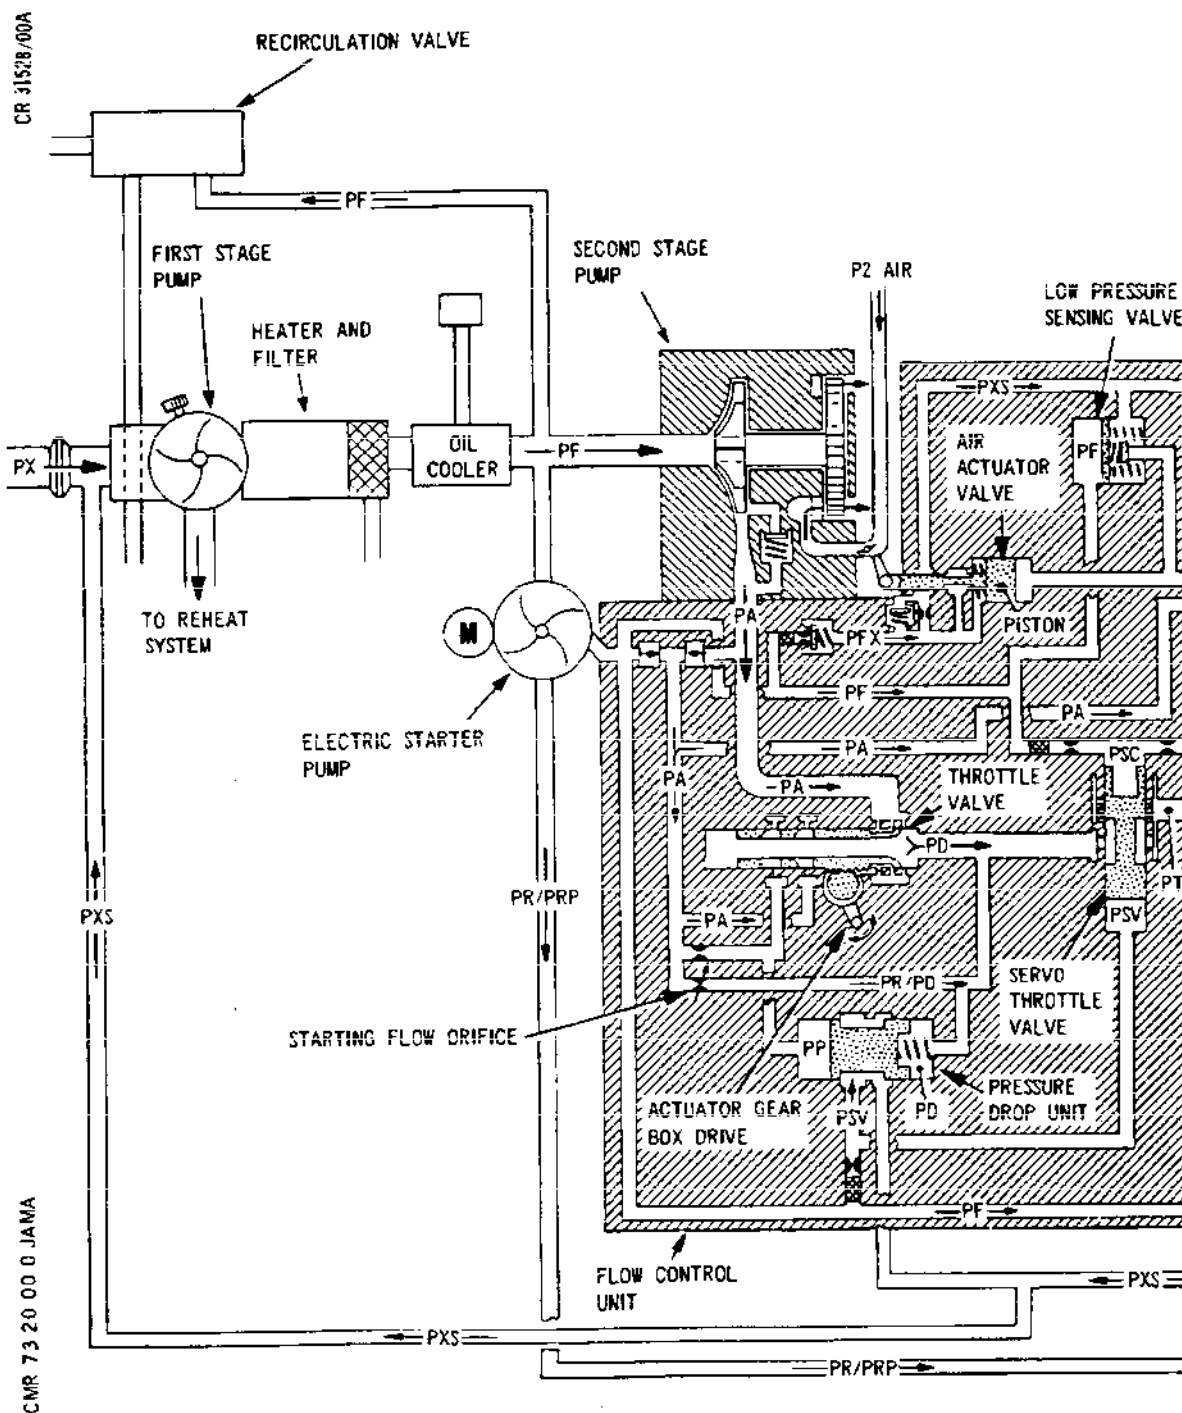 CR 31528/00A
RECIRCULATION VALVE
PF
FIRST STAGE
PUMP
SECOND STAGE
PUMP
P2 AIR
LOW PRESSURE
SENSING VALVE
HEATER AND
FILTER
PXS
AIR
ACTUATOR
VALVE
PF
OIL
COOLER
PF
PX
TO REHEAT
SYSTEM
M
PA
PFX
PISTON
PF
PA
ELECTRIC STARTER
PUMP
PA
PSC
PA
PA
THROTTLE
VALVE
PD
PT
PXS
PR/PRP
PA
PSV
PR/PD
SERVO
THROTTLE
VALVE
STARTING FLOW ORIFICE
PP
ACTUATOR GEAR
BOX DRIVE
PSV
PD
PRESSURE
DROP UNIT
PF
FLOW CONTROL
UNIT
PXS
PXS
PR/PRP
CMR 73 20 00 0 JAMA